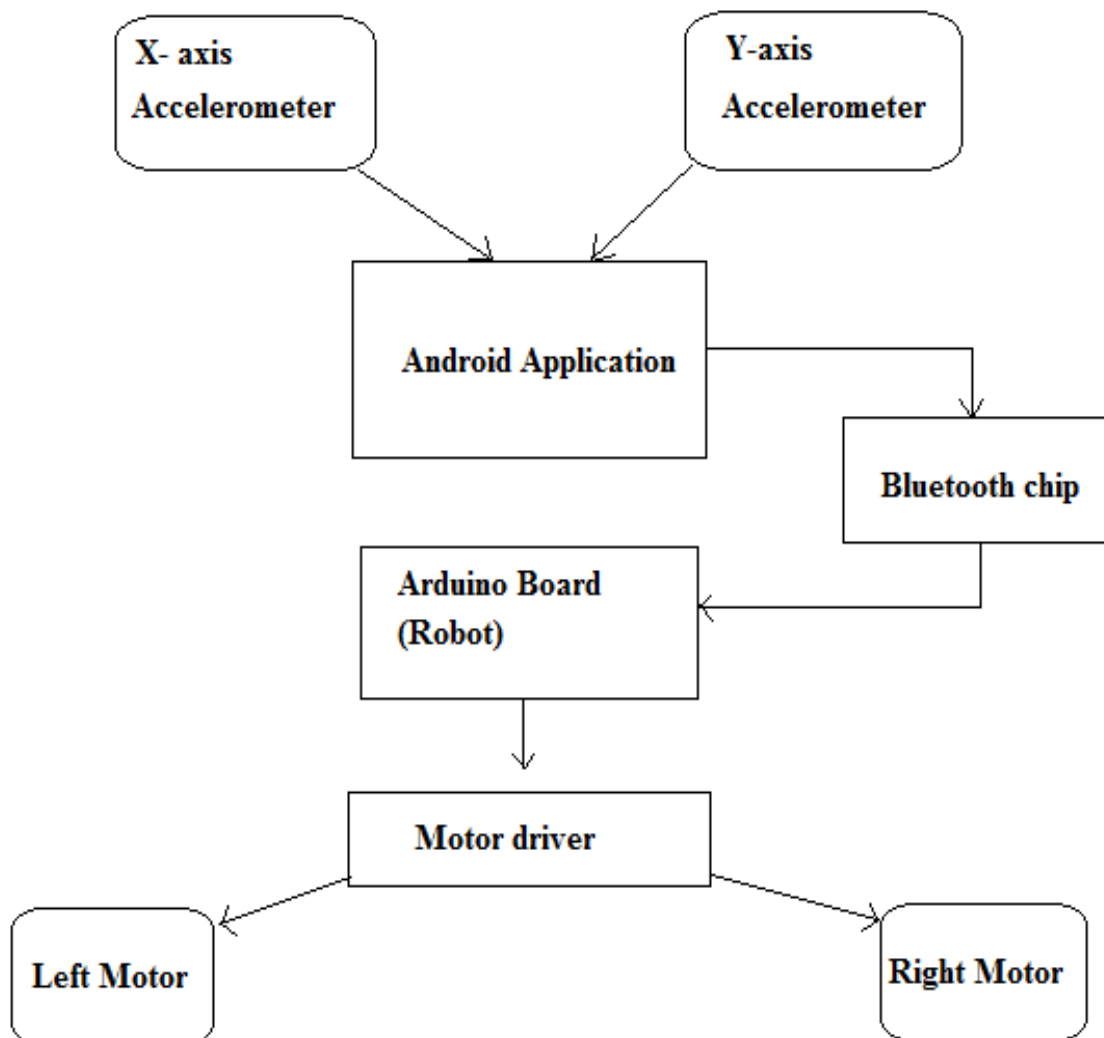 X- axis
Accelerometer
Y-axis
Accelerometer
Android Application
Bluetooth chip
Arduino Board
(Robot)
Motor driver
Left Motor
Right Motor